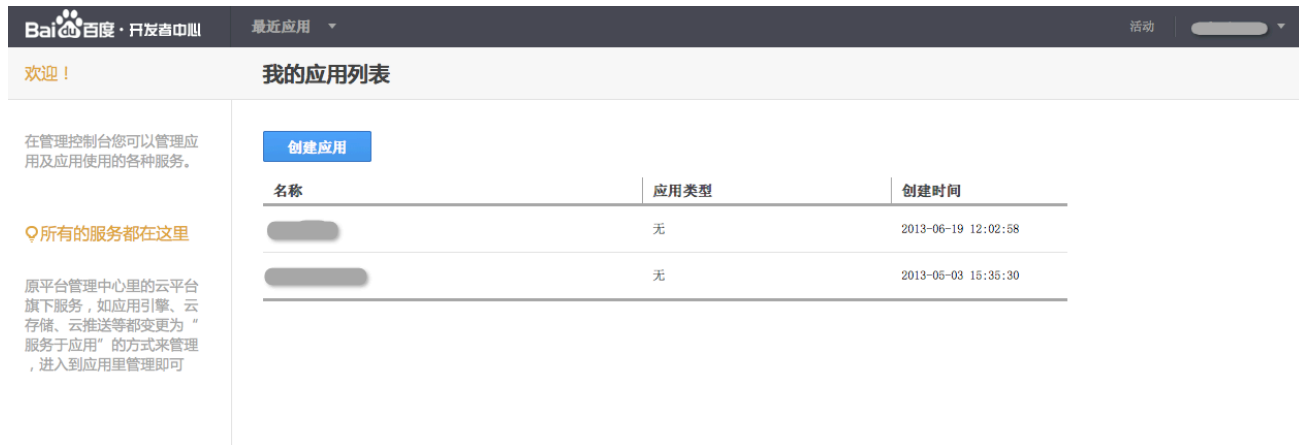 Bai du 百度·开发者中心
最近应用
活动
欢迎！
我的应用列表
在管理控制台您可以管理应
用及应用使用的各种服务。
所有的服务都在这里
原平台管理中心里的云平台
旗下服务，如应用引擎、云
存储、云推送等都变更为“
服务于应用”的方式来管理
，进入到应用里管理即可
创建应用
名称 应用类型 创建时间
无 2013-06-19 12:02:58
无 2013-05-03 15:35:30